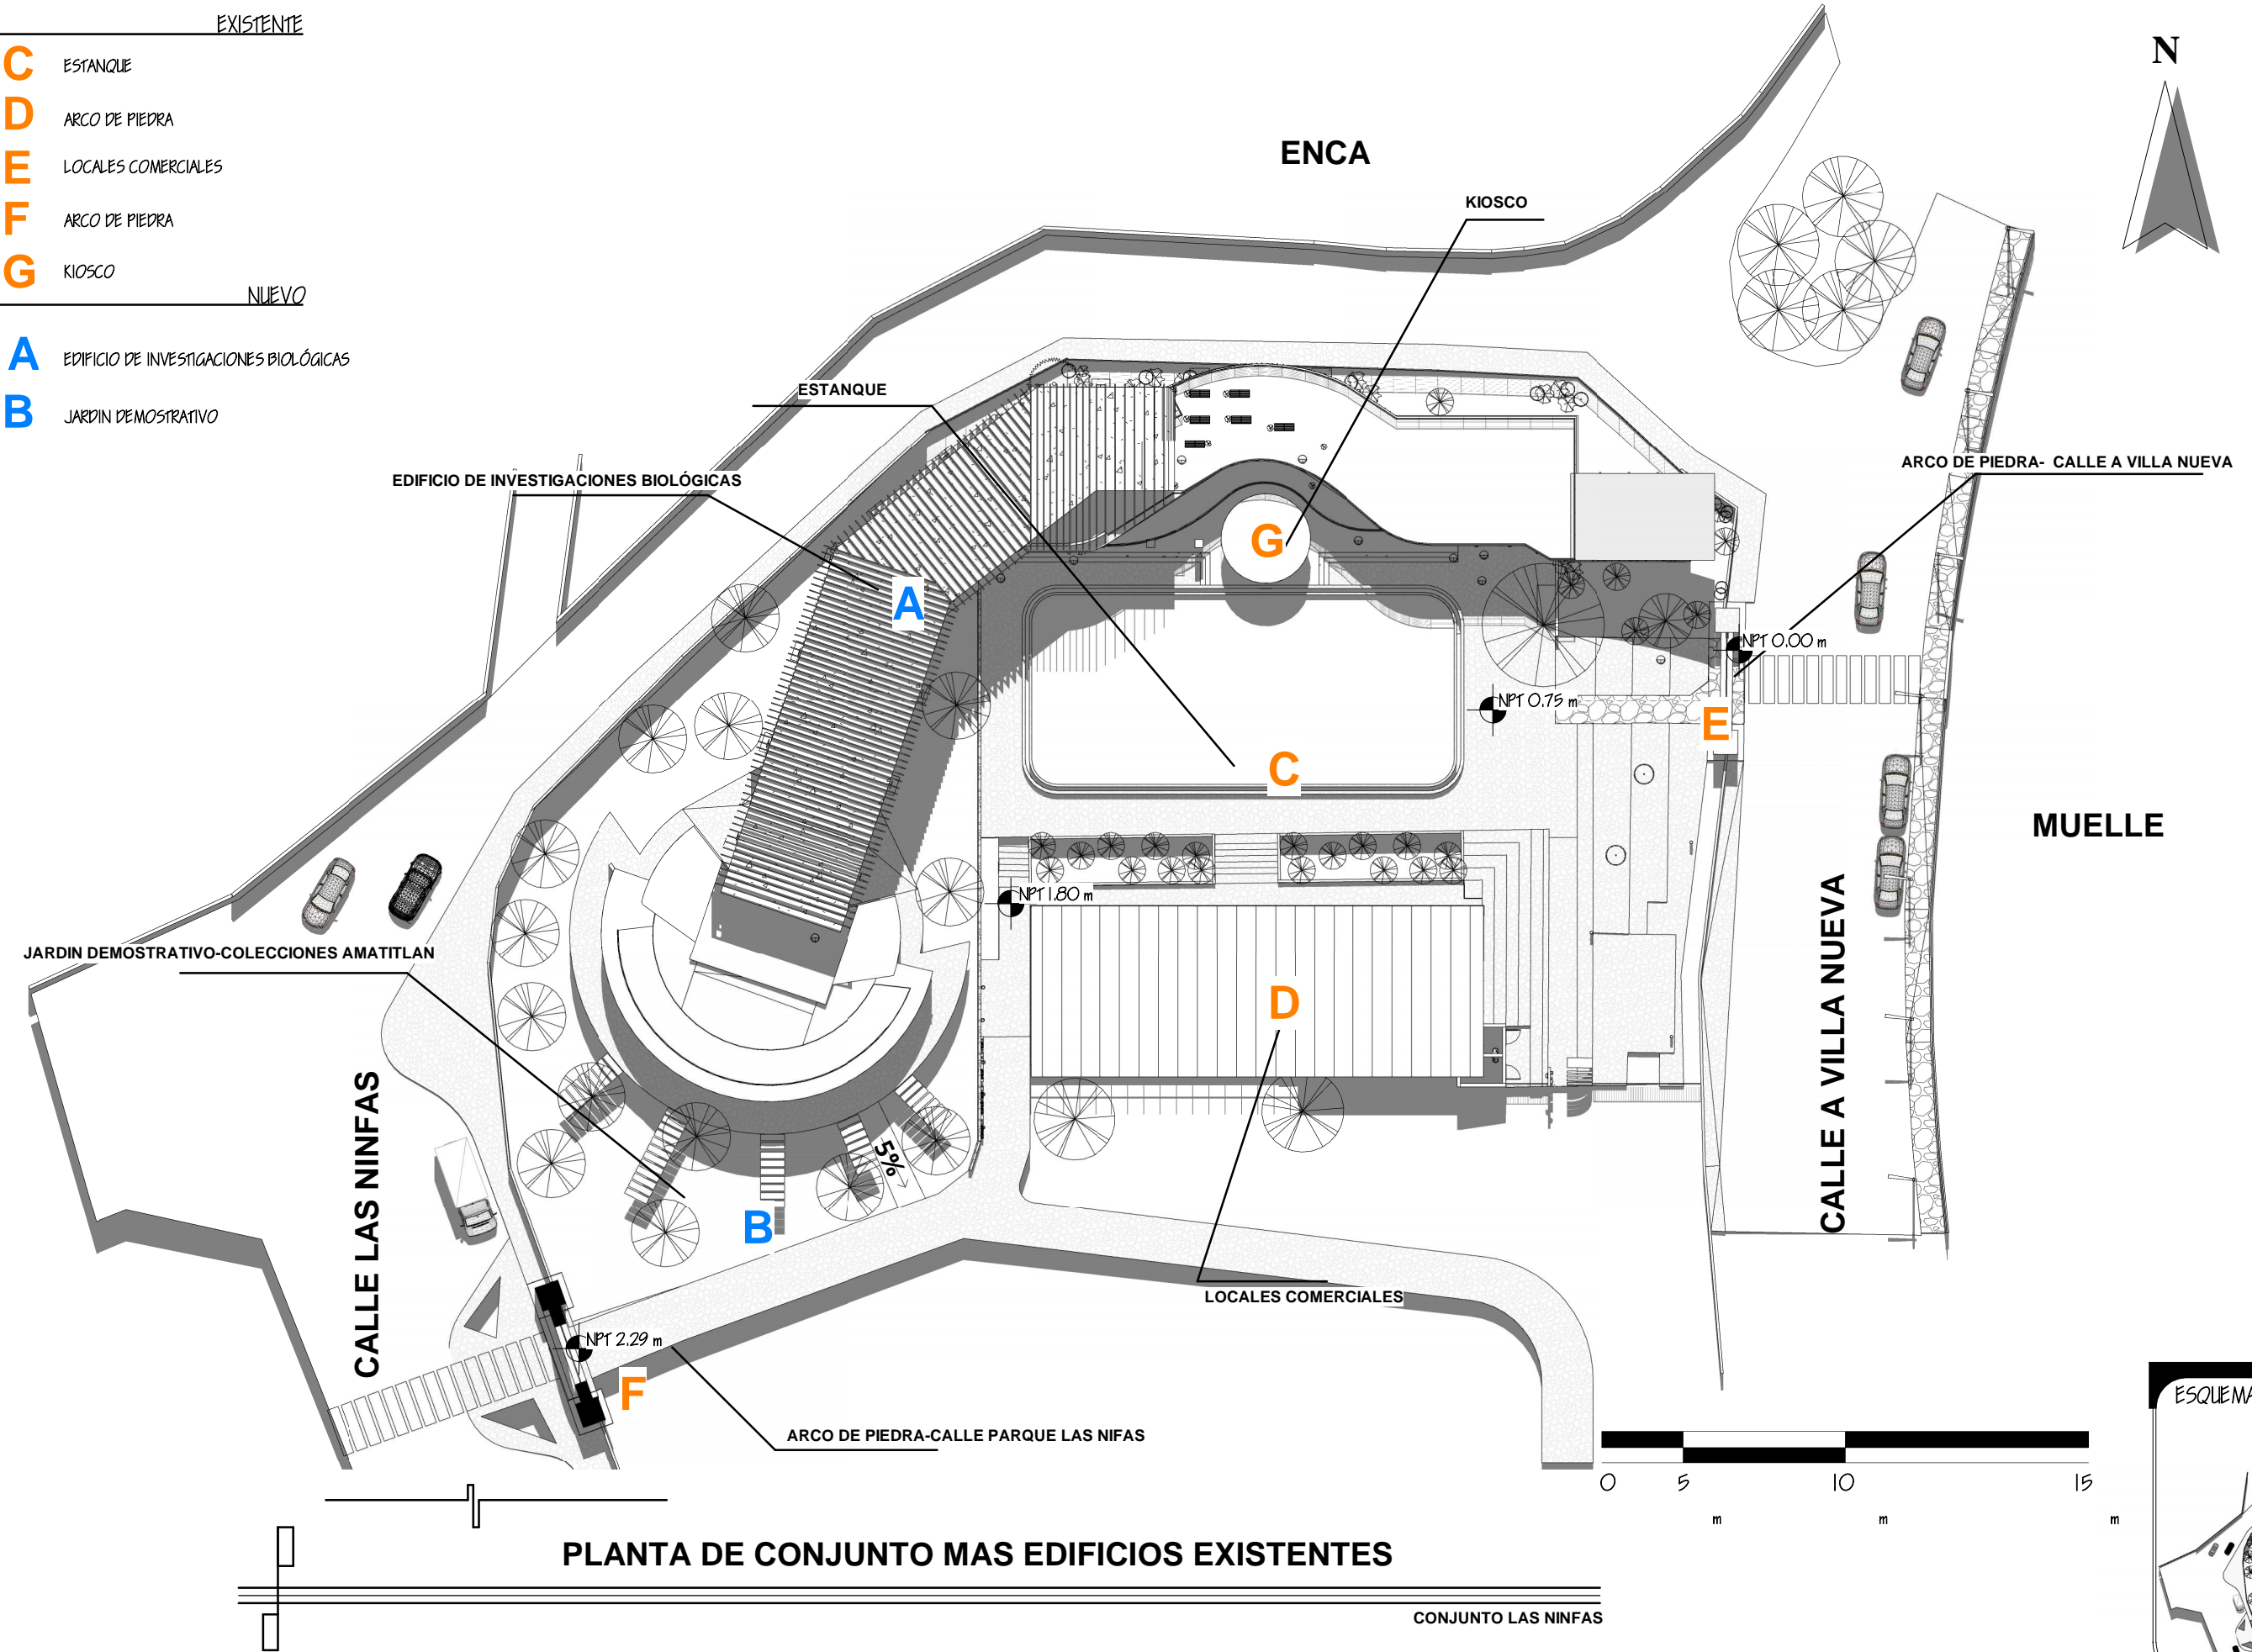 EXISTENTE
C ESTANQUE
D ARCO DE PIEDRA
E LOCALES COMERCIALES
F ARCO DE PIEDRA
G KIOSCO
NUEVO
A EDIFICIO DE INVESTIGACIONES BIOLÓGICAS
B JARDIN DEMOSTRATIVO
N
ENCA
KIOSCO
ESTANQUE
EDIFICIO DE INVESTIGACIONES BIOLÓGICAS
ARCO DE PIEDRA- CALLE A VILLA NUEVA
G
A
NPT 0.00 m
NPT 0.75 m
E
C
MUELLE
NPT 1.80 m
CALLE A VILLA NUEVA
JARDIN DEMOSTRATIVO-COLECCIONES AMATITLAN
D
CALLE LAS NINFAS
5%
B
LOCALES COMERCIALES
NPT 2.29 m
F
ARCO DE PIEDRA-CALLE PARQUE LAS NIFAS
ESQUEMA
0 5 10 15
m m m
PLANTA DE CONJUNTO MAS EDIFICIOS EXISTENTES
CONJUNTO LAS NINFAS